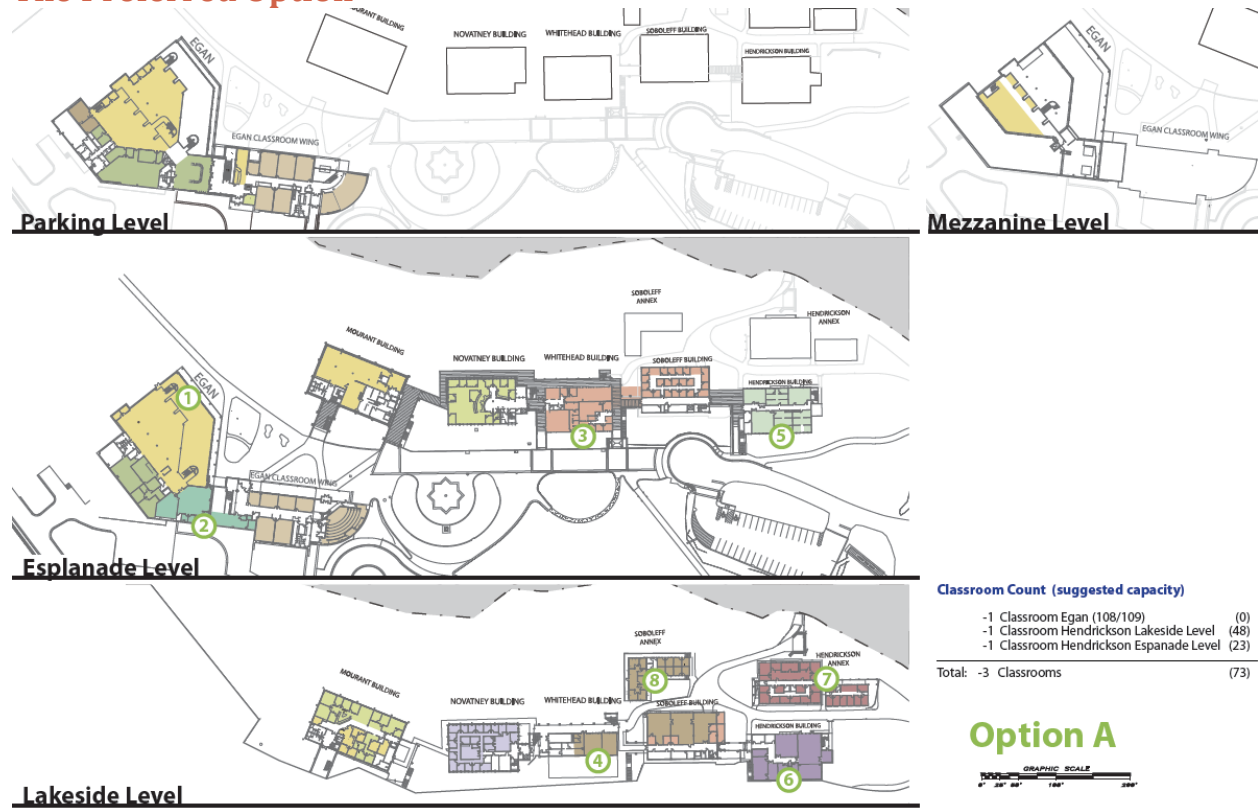 The Preferred Option
MOURANT BUILDING
NOVATNEY BUILDING
WHITEHEAD BUILDING
SOBOLEFF BUILDING
HENDRICKSON BUILDING
EGAN
EGAN CLASSROOM WING
Parking Level
EGAN
EGAN CLASSROOM WING
Mezzanine Level
SOBOLEFF
ANNEX
HENDRICKSON
ANNEX
MOURANT BUILDING
NOVATNEY BUILDING
WHITEHEAD BUILDING
SOBOLEFF BUILDING
HENDRICKSON BUILDING
EGAN
1
3
5
EGAN CLASSROOM WING
2
Esplanade Level
SOBOLEFF
ANNEX
HENDRICKSON
ANNEX
8
7
MOURANT BUILDING
NOVATNEY BUILDING
WHITEHEAD BUILDING
SOBOLEFF BUILDING
HENDRICKSON BUILDING
4
6
Lakeside Level
Classroom Count (suggested capacity)
-1 Classroom Egan (108/109) (0)
-1 Classroom Hendrickson Lakeside Level (48)
-1 Classroom Hendrickson Espanade Level (23)
Total: -3 Classrooms (73)
Option A
GRAPHIC SCALE